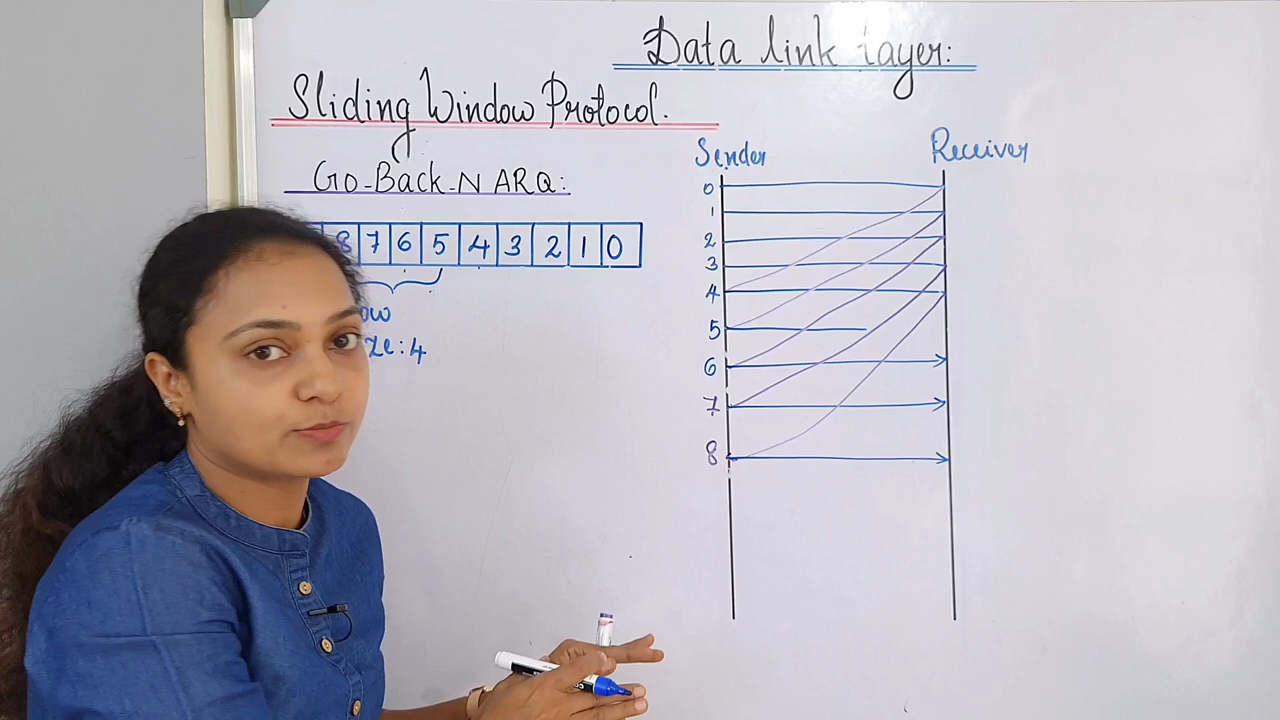 Data link layer:
Sliding Window Protocol.
Go-Back-N ARQ:
8 7 6 5 4 3 2 1 0
: 4
Sender Receiver
0
1
2
3
4
5
6
7
8